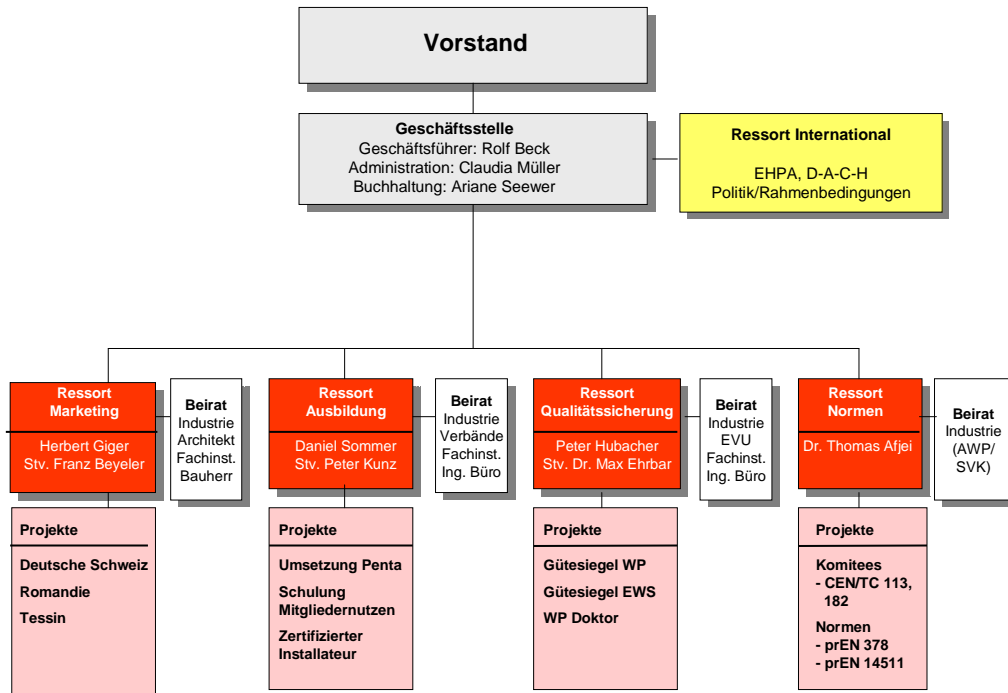 Vorstand
Geschäftsstelle
Geschäftsführer: Rolf Beck
Administration: Claudia Müller
Buchhaltung: Ariane Seewer
Ressort International
EHPA, D-A-C-H
Politik/Rahmenbedingungen
Ressort
Marketing
Herbert Giger
Stv. Franz Beyeler
Beirat
Industrie
Architekt
Fachinst.
Bauherr
Ressort
Ausbildung
Daniel Sommer
Stv. Peter Kunz
Beirat
Industrie
Verbände
Fachinst.
Ing. Büro
Ressort
Qualitätssicherung
Peter Hubacher
Stv. Dr. Max Ehrbar
Beirat
Industrie
EVU
Fachinst.
Ing. Büro
Ressort
Normen
Dr. Thomas Afjei
Beirat
Industrie
(AWP/
SVK)
Projekte
Deutsche Schweiz
Romandie
Tessin
Projekte
Umsetzung Penta
Schulung
Mitgliedernutzen
Zertifizierter
Installateur
Projekte
Gütesiegel WP
Gütesiegel EWS
WP Doktor
Projekte
Komitees
- CEN/TC 113,
182
Normen
- prEN 378
- prEN 14511